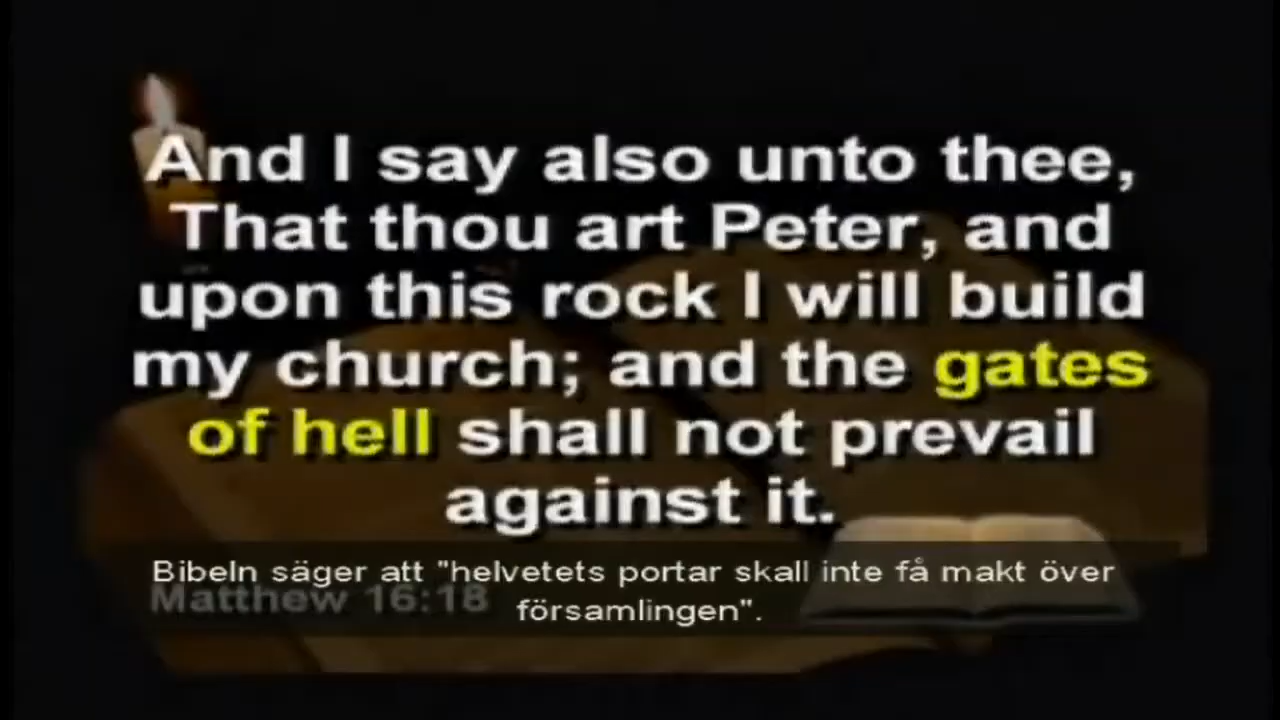 And I say also unto thee,
That thou art Peter, and
upon this rock I will build
my church; and the gates
of hell shall not prevail
against it.
Bibeln säger att "helvetets portar skall inte få makt över
församlingen".
Matthew 16:18